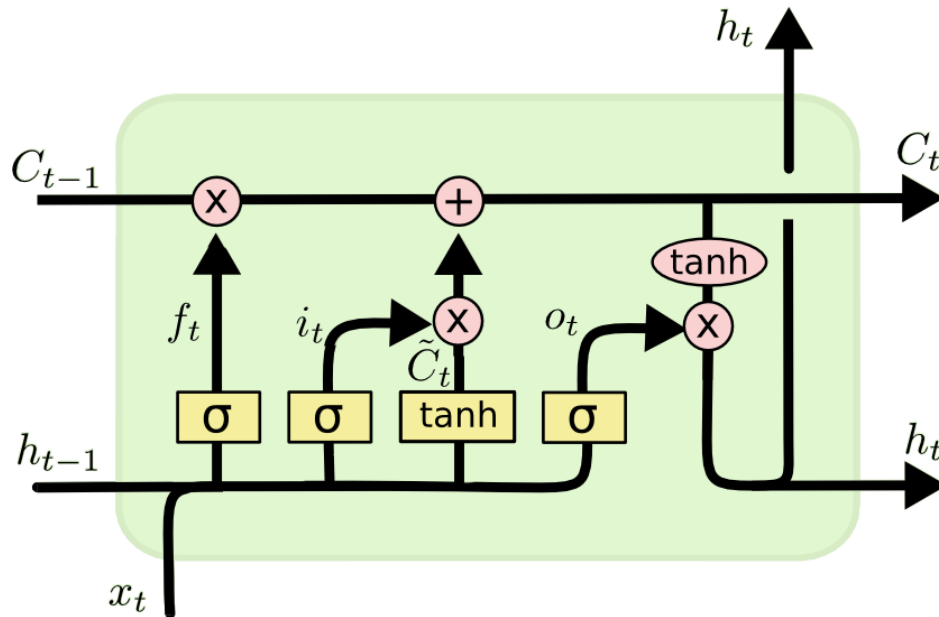 h_t
C_{t-1}
C_t
x
+
tanh
f_t
i_t
x
o_t
x
C̃_t
σ
σ
tanh
σ
h_{t-1}
h_t
x_t